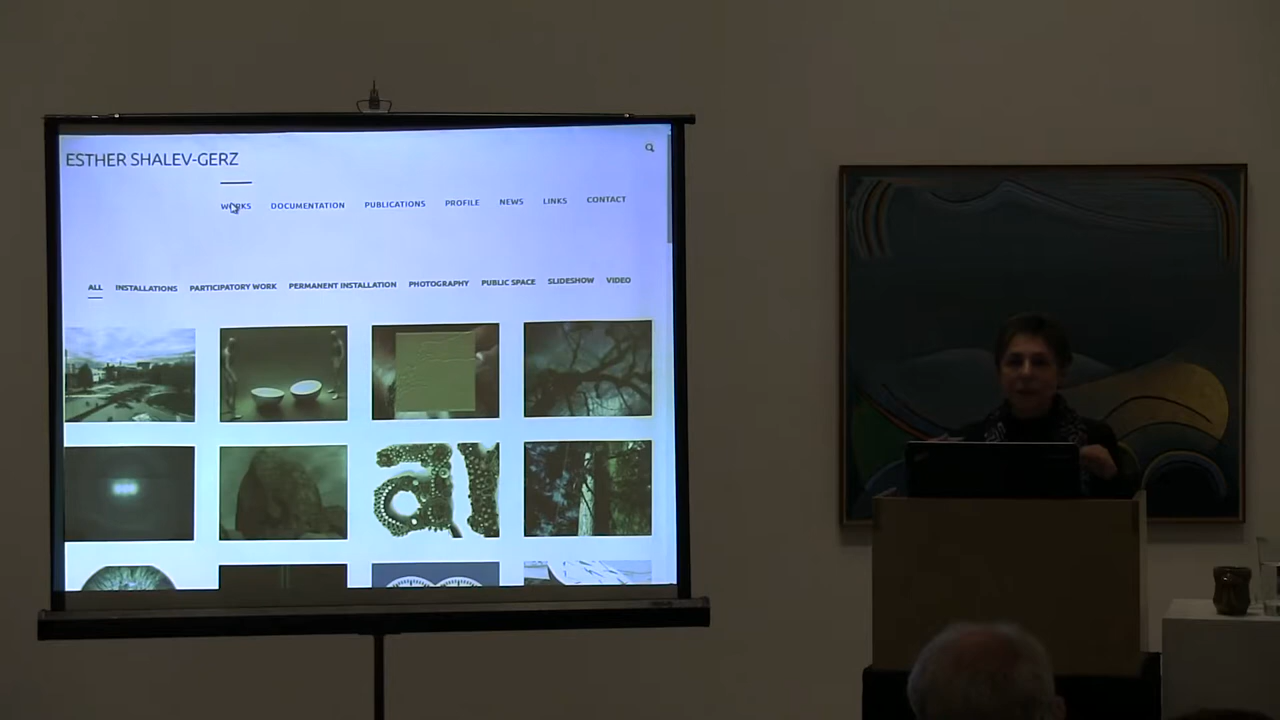 ESTHER SHALEV-GERZ
WORKS DOCUMENTATION PUBLICATIONS PROFILE NEWS LINKS CONTACT
ALL INSTALLATIONS PARTICIPATORY WORK PERMANENT INSTALLATION PHOTOGRAPHY PUBLIC SPACE SLIDESHOW VIDEO